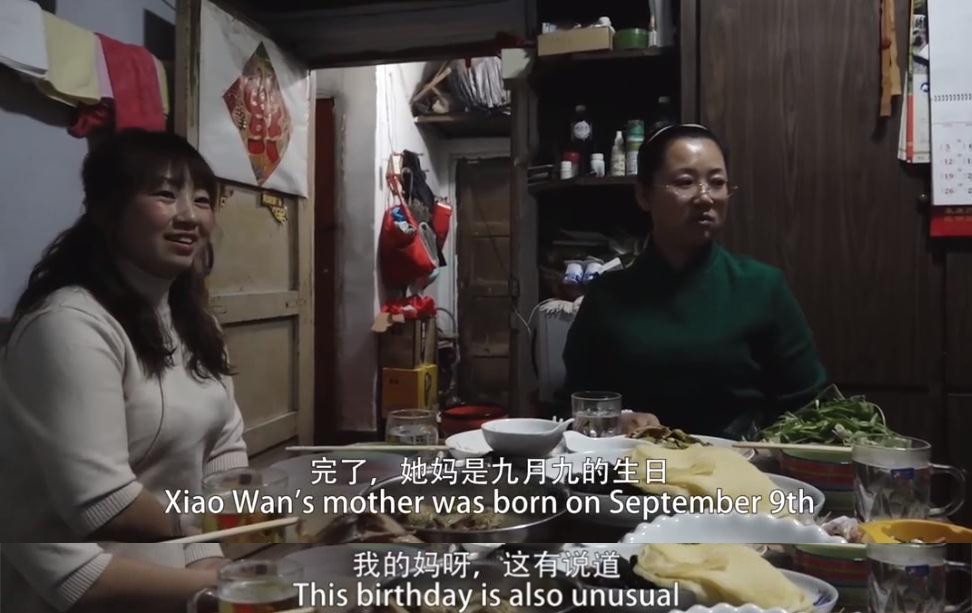 完了，她妈是九月九的生日
Xiao Wan's mother was born on September 9th
我的妈呀，这有说道
This birthday is also unusual